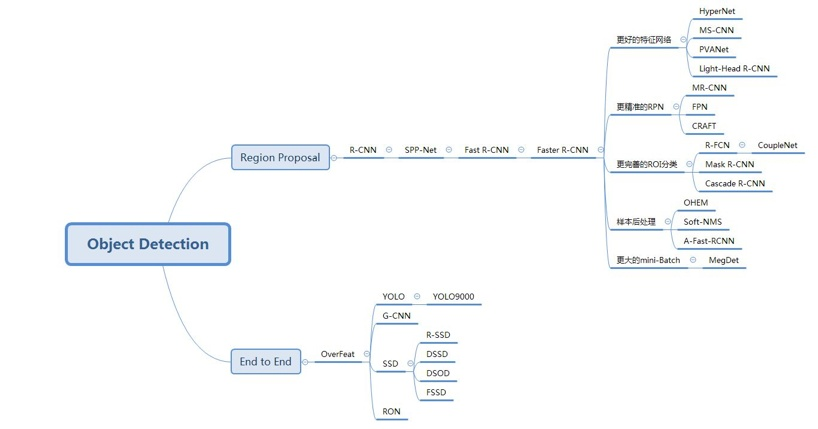 Object Detection
Region Proposal
R-CNN
SPP-Net
Fast R-CNN
Faster R-CNN
更好的特征网络
HyperNet
MS-CNN
PVANet
Light-Head R-CNN
更精准的RPN
MR-CNN
FPN
CRAFT
更完善的ROI分类
R-FCN
CoupleNet
Mask R-CNN
Cascade R-CNN
样本后处理
OHEM
Soft-NMS
A-Fast-RCNN
更大的mini-Batch
MegDet
End to End
OverFeat
YOLO
YOLO9000
G-CNN
SSD
R-SSD
DSSD
DSOD
FSSD
RON